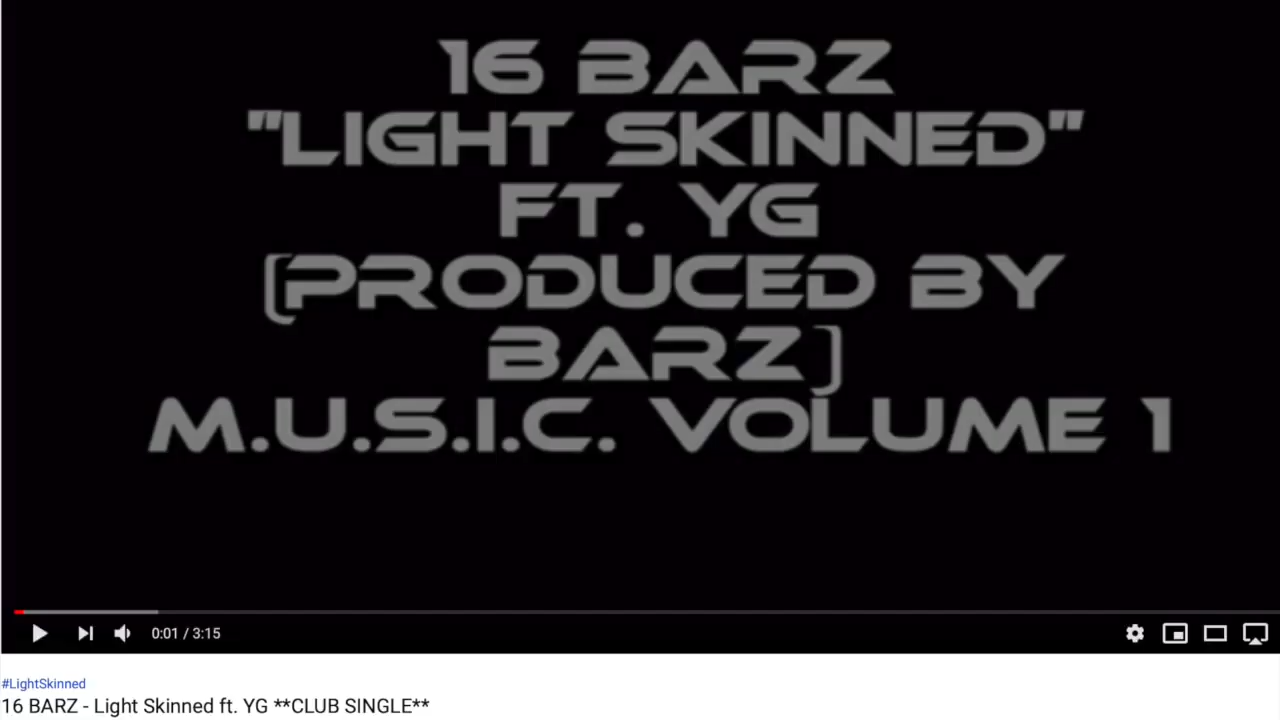 16 BARZ
"LIGHT SKINNED"
FT. YG
(PRODUCED BY
BARZ)
M.U.S.I.C. VOLUME 1
0:01 / 3:15
#LightSkinned
16 BARZ - Light Skinned ft. YG **CLUB SINGLE**